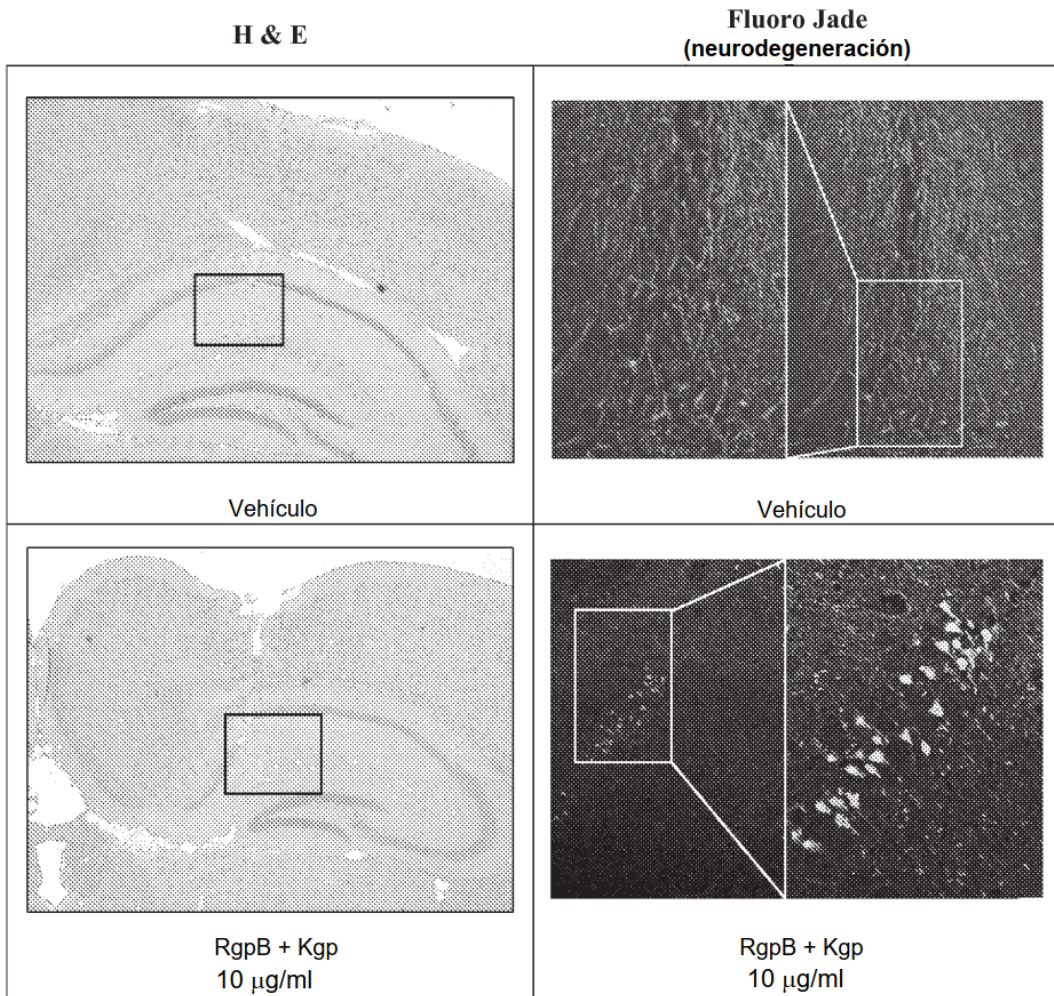 H & E
Fluoro Jade
(neurodegeneración)
Vehículo
Vehículo
RgpB + Kgp
10 μg/ml
RgpB + Kgp
10 μg/ml